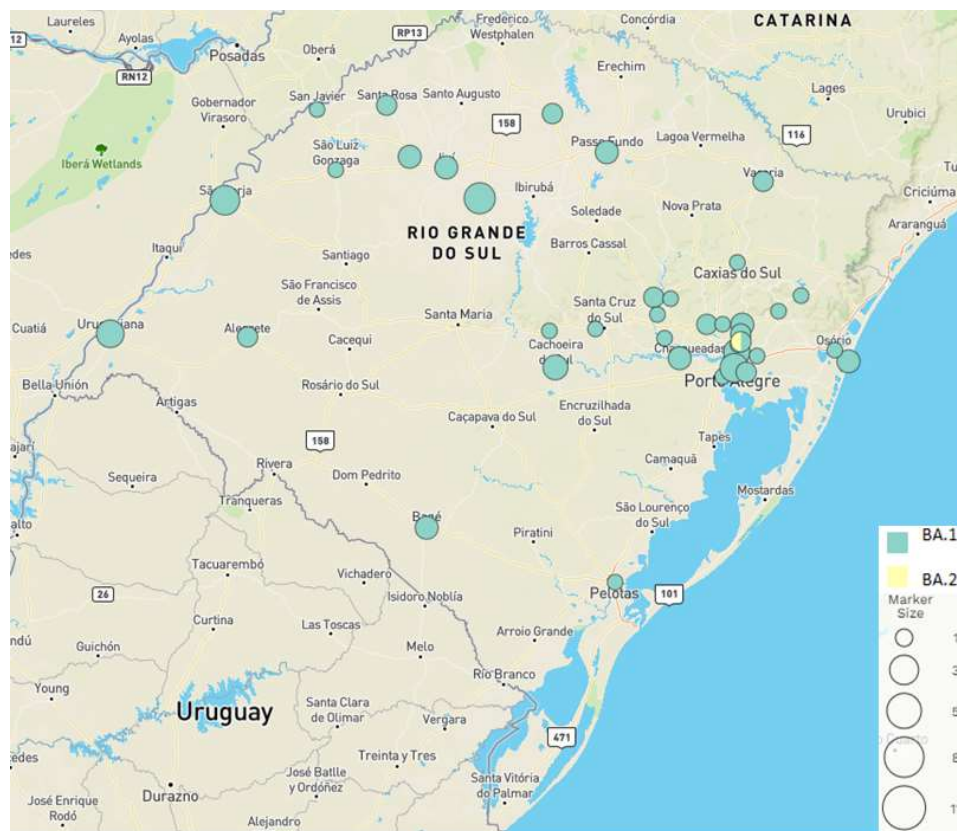 Laureles
Ayolas
12
RN12
Posadas
RP13
Oberá
Frederico
Westphalen
Concórdia
CATARINA
Gobernador
Virasoro
San Javier
Santa Rosa
Santo Augusto
Erechim
Lages
Urubici
Iberá Wetlands
São Luiz
Gonzaga
158
Passo Fundo
Lagoa Vermelha
116
Ibirubá
Soledade
Nova Prata
Criciúma
Araranguá
Itaqui
RIO GRANDE
DO SUL
Santiago
Barros Cassal
Caxias do Sul
São Francisco
de Assis
Cuatiá
Santa Maria
Santa Cruz
do Sul
Cacequi
Osório
Bella Unión
Rosário do Sul
Porto Alegre
Artigas
Caçapava do Sul
Encruzilhada
do Sul
Tapes
158
Rivera
Camaquã
Sequeira
Dom Pedrito
Tranqueras
Mostardas
São Lourenço
do Sul
Piratini
Tacuarembó
Vichadero
26
Isidoro Noblía
Pelotas
101
Curtina
Las Toscas
Arroio Grande
Guichón
Melo
Young
Río Branco
Uruguay
Santa Clara
de Olimar
Vergara
471
Treinta y Tres
José Batlle
y Ordóñez
Santa Vitória
do Palmar
Durazno
José Enrique
Rodó
Alejandro
BA.1
BA.2
Marker
Size
1
3
5
8